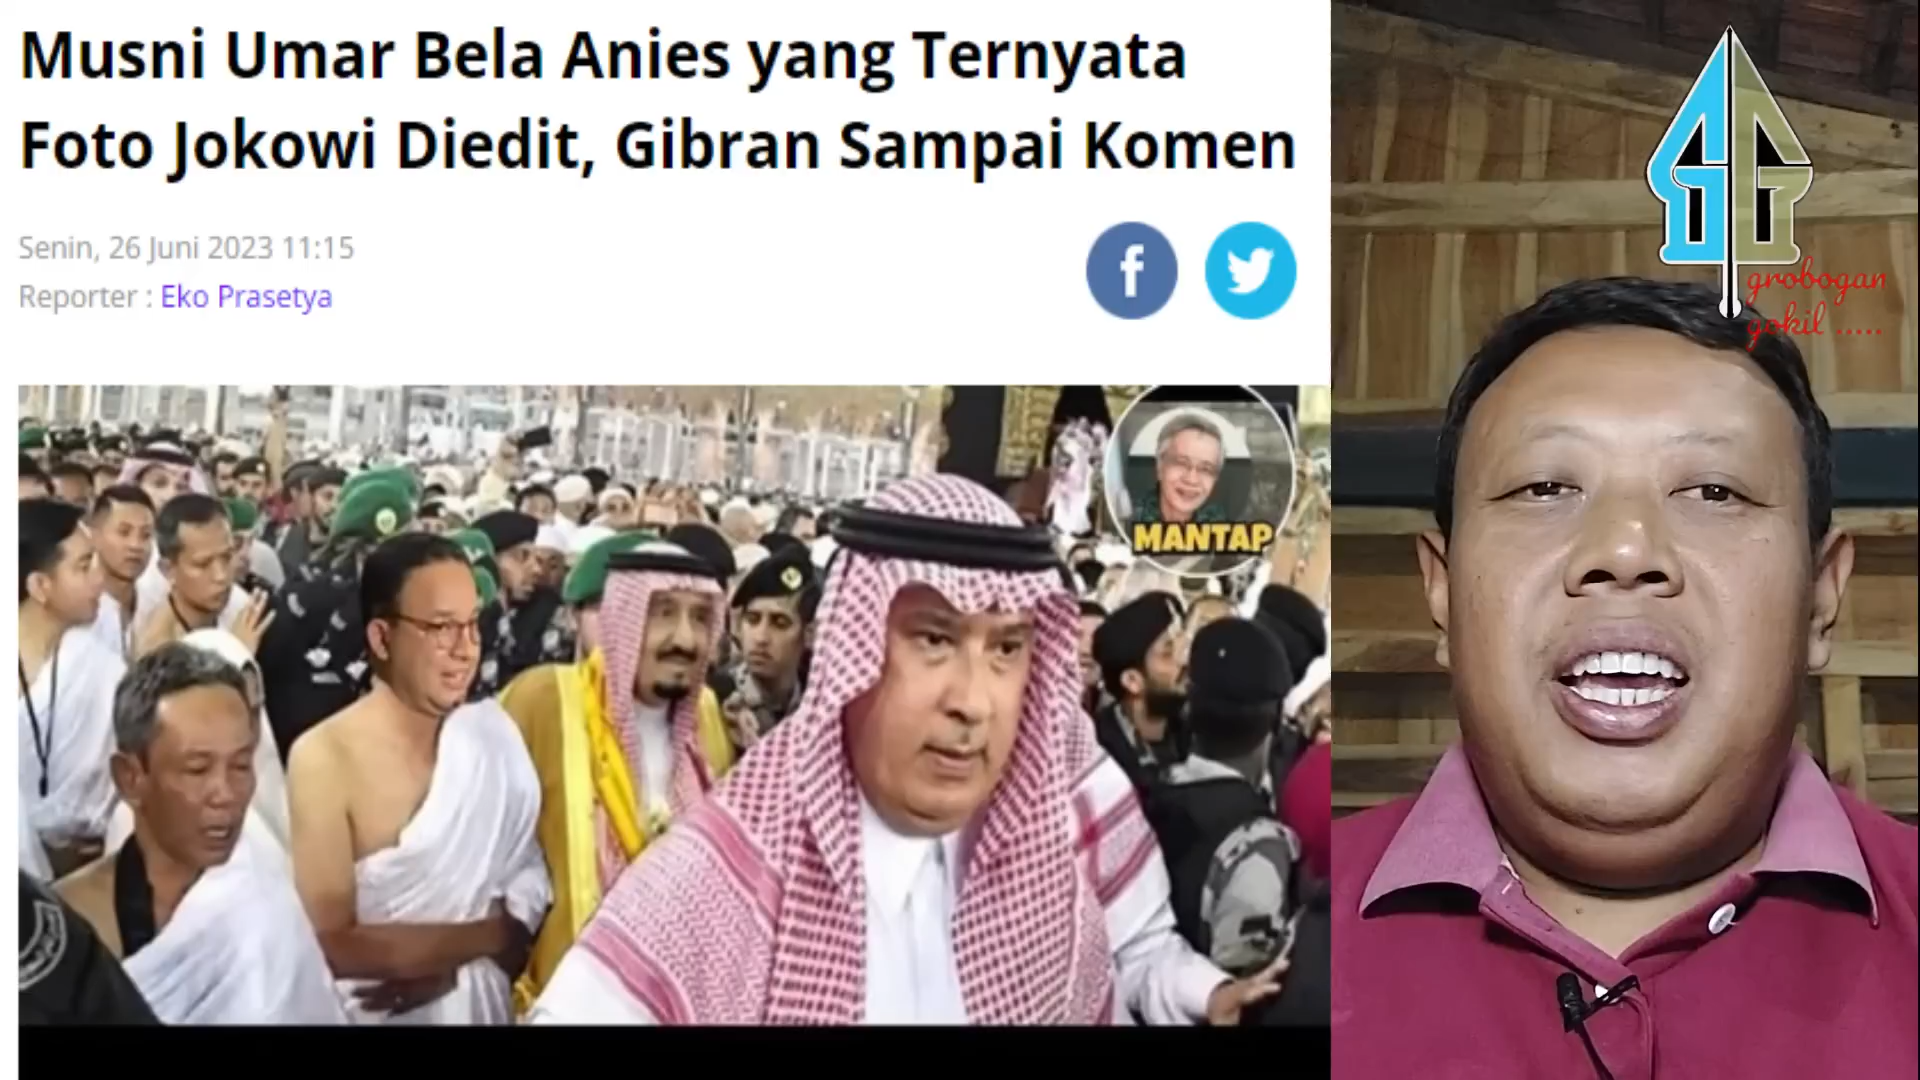 Musni Umar Bela Anies yang Ternyata
Foto Jokowi Diedit, Gibran Sampai Komen
Senin, 26 Juni 2023 11:15
Reporter : Eko Prasetya
MANTAP
grobogan
gokil .....